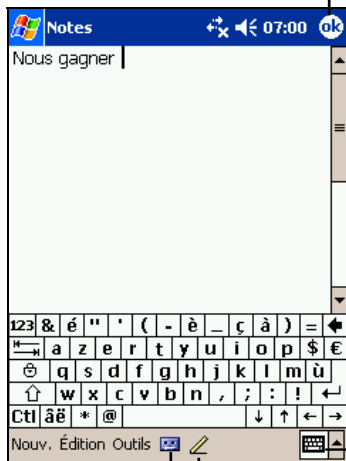 Notes 07:00 ok
Nous gagner
123 & é " ' ( - è _ ç à ) =
a z e r t y u i o p $ €
q s d f g h j k l m ù
w x c v b n , ; : !
Ctl âë * @ ↓ ↑ ← →
Nouv. Édition Outils